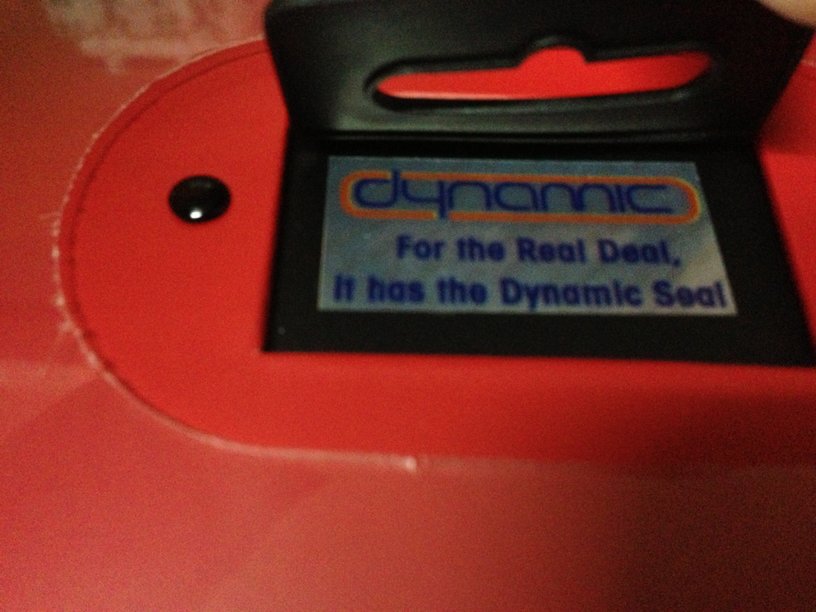 dynamic
For the Real Deal,
It has the Dynamic Seal